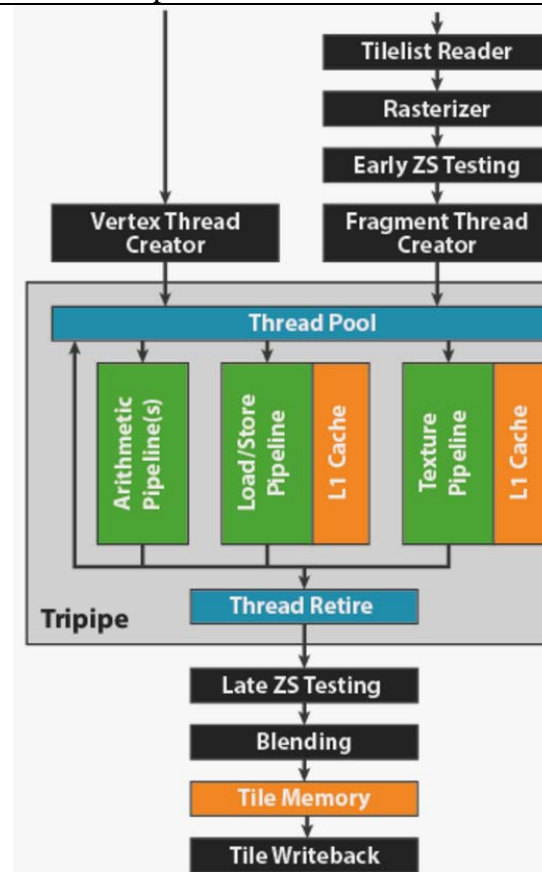 Tilelist Reader
Rasterizer
Early ZS Testing
Vertex Thread
Creator
Fragment Thread
Creator
Thread Pool
Arithmetic
Pipeline(s)
Load/Store
Pipeline
L1 Cache
Texture
Pipeline
L1 Cache
Thread Retire
Tripipe
Late ZS Testing
Blending
Tile Memory
Tile Writeback